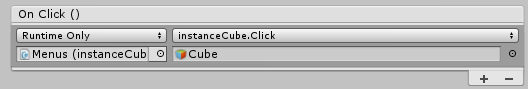 On Click ()
Runtime Only instanceCube.Click
Menus (instanceCub Cube
+ −